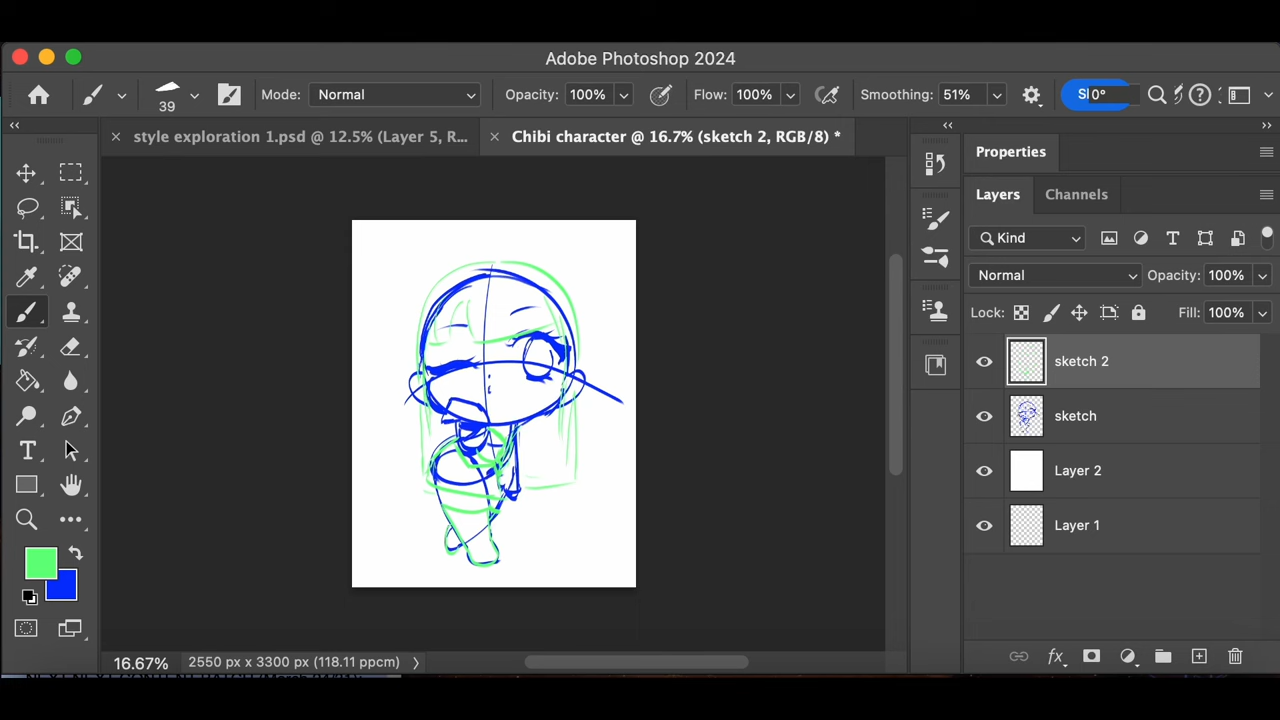 Adobe Photoshop 2024
39
Mode: Normal Opacity: 100% Flow: 100% Smoothing: 51% 0°
style exploration 1.psd @ 12.5% (Layer 5, R... Chibi character @ 16.7% (sketch 2, RGB/8) *
Properties
Layers Channels
Kind
Normal Opacity: 100%
Lock: Fill: 100%
sketch 2
sketch
Layer 2
Layer 1
16.67% 2550 px x 3300 px (118.11 ppcm)